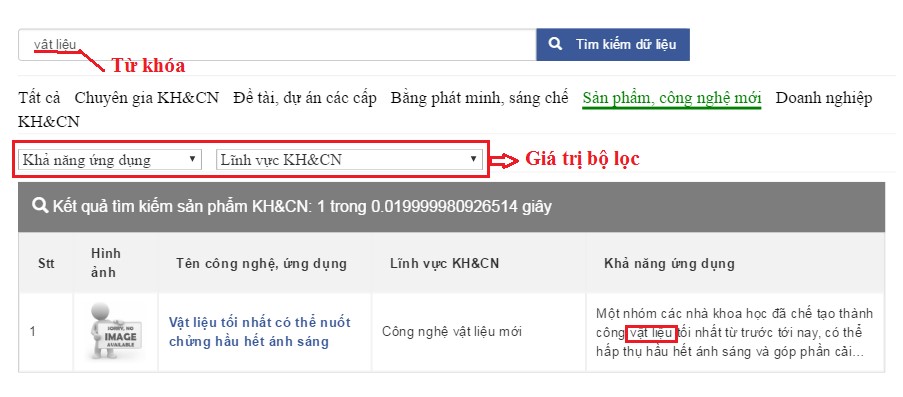 vật liệu
Tìm kiếm dữ liệu
Từ khóa
Tất cả Chuyên gia KH&CN Đề tài, dự án các cấp Bằng phát minh, sáng chế Sản phẩm, công nghệ mới Doanh nghiệp
KH&CN
Khả năng ứng dụng Lĩnh vực KH&CN Giá trị bộ lọc
Kết quả tìm kiếm sản phẩm KH&CN: 1 trong 0.019999980926514 giây
Stt Hình ảnh Tên công nghệ, ứng dụng Lĩnh vực KH&CN Khả năng ứng dụng
1
SORRY, NO
IMAGE
AVAILABLE
Vật liệu tối nhất có thể nuốt
chửng hầu hết ánh sáng
Công nghệ vật liệu mới
Một nhóm các nhà khoa học đã chế tạo thành
công vật liệu tối nhất từ trước tới nay, có thể
hấp thụ hầu hết ánh sáng và góp phần cải...